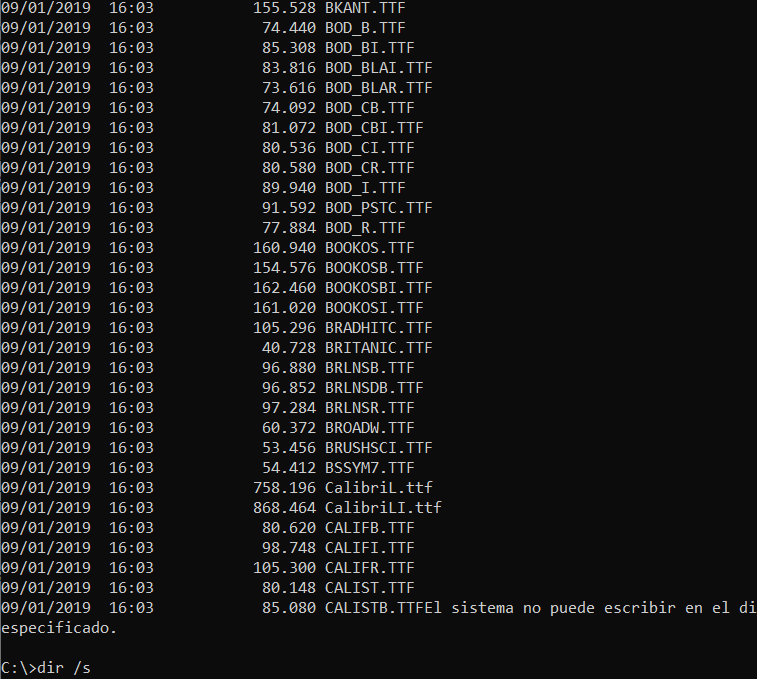 09/01/2019  16:03           155.528 BKANT.TTF
09/01/2019  16:03            74.440 BOD_B.TTF
09/01/2019  16:03            85.308 BOD_BI.TTF
09/01/2019  16:03            83.816 BOD_BLAI.TTF
09/01/2019  16:03            73.616 BOD_BLAR.TTF
09/01/2019  16:03            74.092 BOD_CB.TTF
09/01/2019  16:03            81.072 BOD_CBI.TTF
09/01/2019  16:03            80.536 BOD_CI.TTF
09/01/2019  16:03            80.580 BOD_CR.TTF
09/01/2019  16:03            89.940 BOD_I.TTF
09/01/2019  16:03            91.592 BOD_PSTC.TTF
09/01/2019  16:03            77.884 BOD_R.TTF
09/01/2019  16:03           160.940 BOOKOS.TTF
09/01/2019  16:03           154.576 BOOKOSB.TTF
09/01/2019  16:03           162.460 BOOKOSBI.TTF
09/01/2019  16:03           161.020 BOOKOSI.TTF
09/01/2019  16:03           105.296 BRADHITC.TTF
09/01/2019  16:03            40.728 BRITANIC.TTF
09/01/2019  16:03            96.880 BRLNSB.TTF
09/01/2019  16:03            96.852 BRLNSDB.TTF
09/01/2019  16:03            97.284 BRLNSR.TTF
09/01/2019  16:03            60.372 BROADW.TTF
09/01/2019  16:03            53.456 BRUSHSCI.TTF
09/01/2019  16:03            54.412 BSSYM7.TTF
09/01/2019  16:03           758.196 CalibriL.ttf
09/01/2019  16:03           868.464 CalibriLI.ttf
09/01/2019  16:03            80.620 CALIFB.TTF
09/01/2019  16:03            98.748 CALIFI.TTF
09/01/2019  16:03           105.300 CALIFR.TTF
09/01/2019  16:03            80.148 CALIST.TTF
09/01/2019  16:03            85.080 CALISTB.TTFEl sistema no puede escribir en el di
especificado.
C:\>dir /s